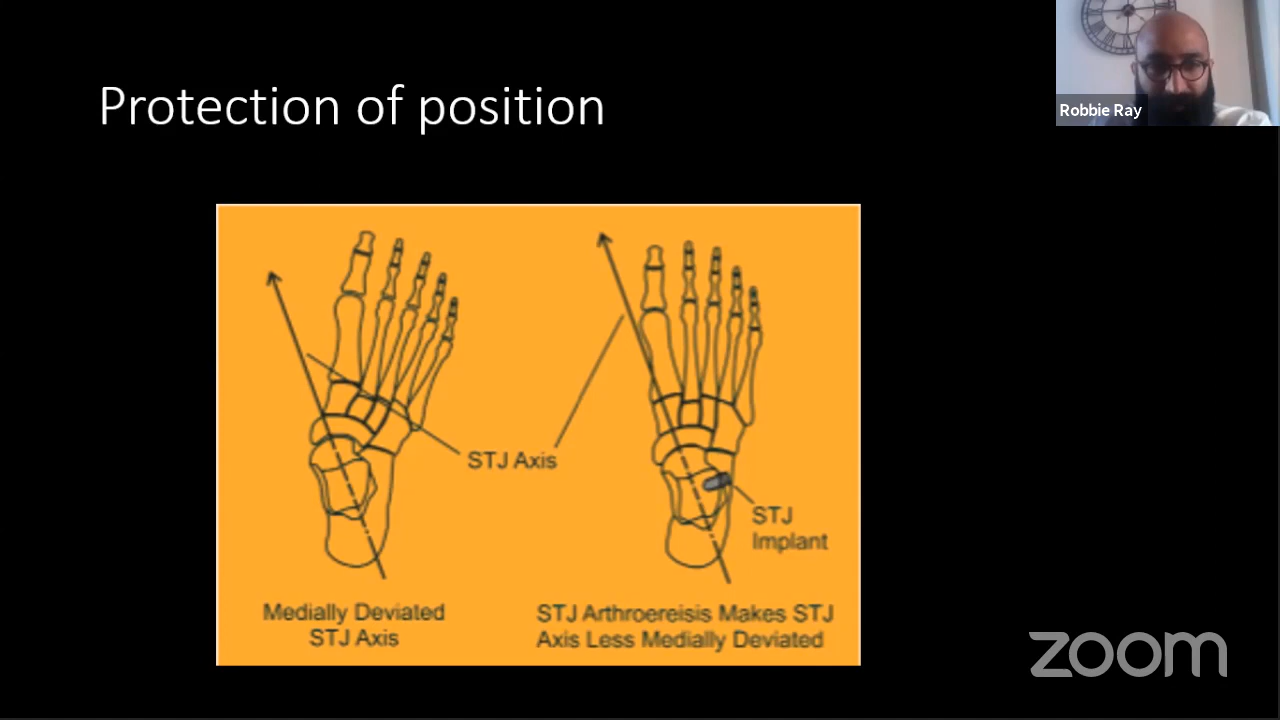 Protection of position
Robbie Ray
STJ Axis
STJ
Implant
Medially Deviated
STJ Axis
STJ Arthroereisis Makes STJ
Axis Less Medially Deviated
zoom